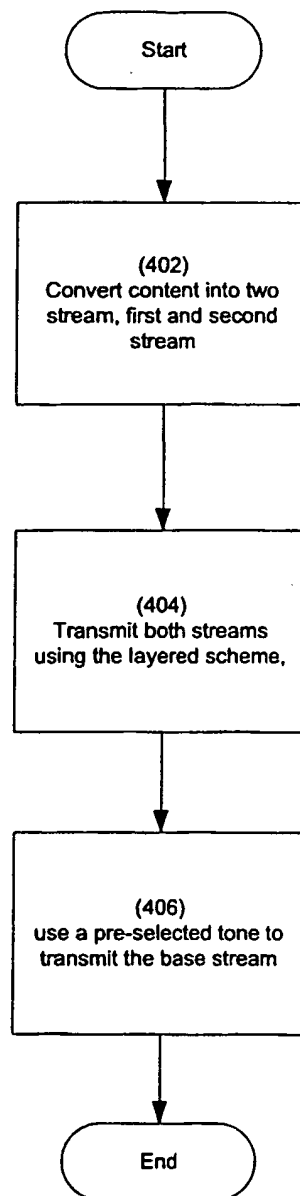 Start
(402)
Convert content into two
stream, first and second
stream
(404)
Transmit both streams
using the layered scheme,
(406)
use a pre-selected tone to
transmit the base stream
End